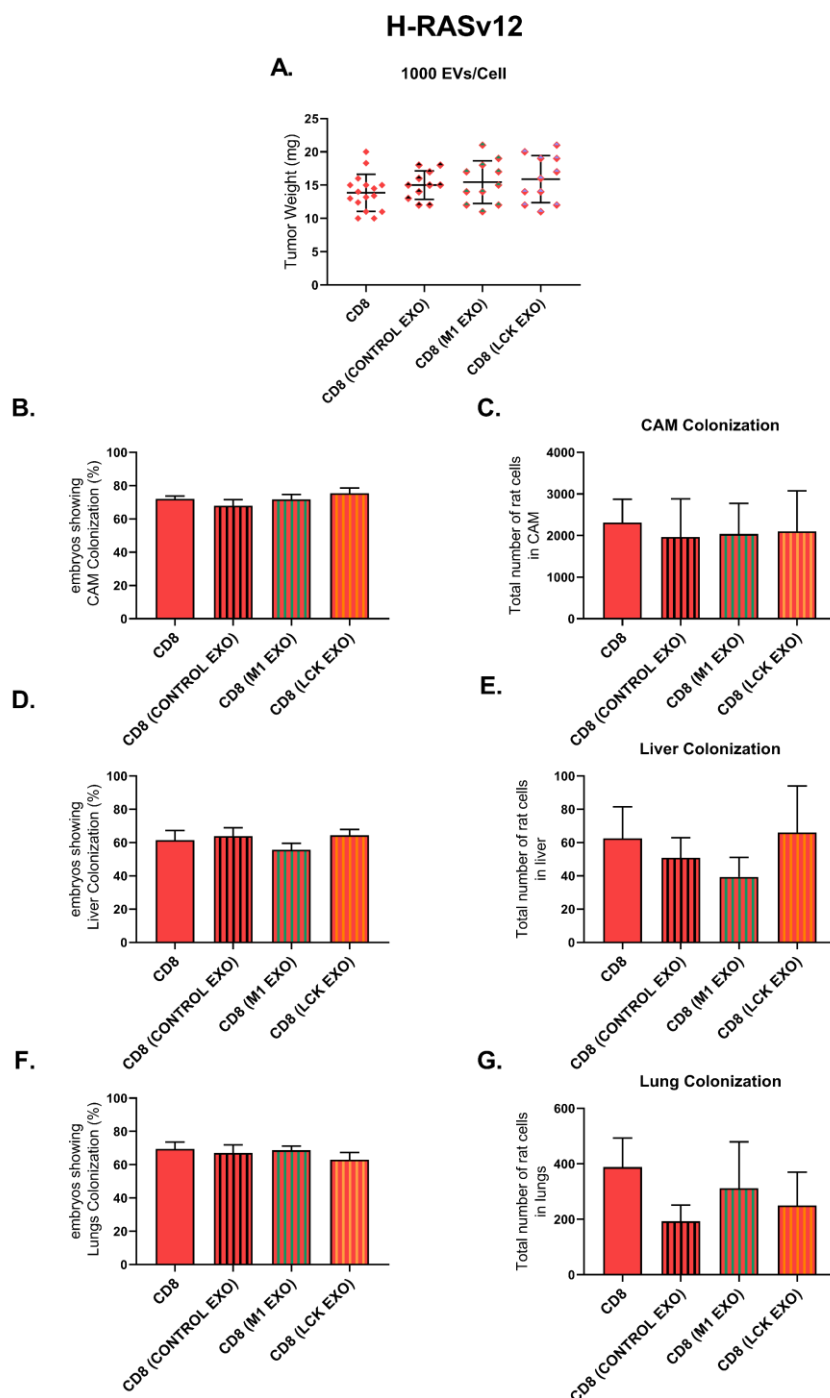 H-RASv12
A.
1000 EVs/Cell
Tumor Weight (mg)
25
20
15
10
5
0
CD8
CD8 (CONTROL EXO)
CD8 (M1 EXO)
CD8 (LCK EXO)
B.
embryos showing
CAM Colonization (%)
100
80
60
40
20
0
CD8
CD8 (CONTROL EXO)
CD8 (M1 EXO)
CD8 (LCK EXO)
C.
CAM Colonization
Total number of rat cells
in CAM
4000
3000
2000
1000
0
CD8
CD8 (CONTROL EXO)
CD8 (M1 EXO)
CD8 (LCK EXO)
D.
embryos showing
Liver Colonization (%)
100
80
60
40
20
0
CD8
CD8 (CONTROL EXO)
CD8 (M1 EXO)
CD8 (LCK EXO)
E.
Liver Colonization
Total number of rat cells
in liver
100
80
60
40
20
0
CD8
CD8 (CONTROL EXO)
CD8 (M1 EXO)
CD8 (LCK EXO)
F.
embryos showing
Lungs Colonization (%)
100
80
60
40
20
0
CD8
CD8 (CONTROL EXO)
CD8 (M1 EXO)
CD8 (LCK EXO)
G.
Lung Colonization
Total number of rat cells
in lungs
600
400
200
0
CD8
CD8 (CONTROL EXO)
CD8 (M1 EXO)
CD8 (LCK EXO)